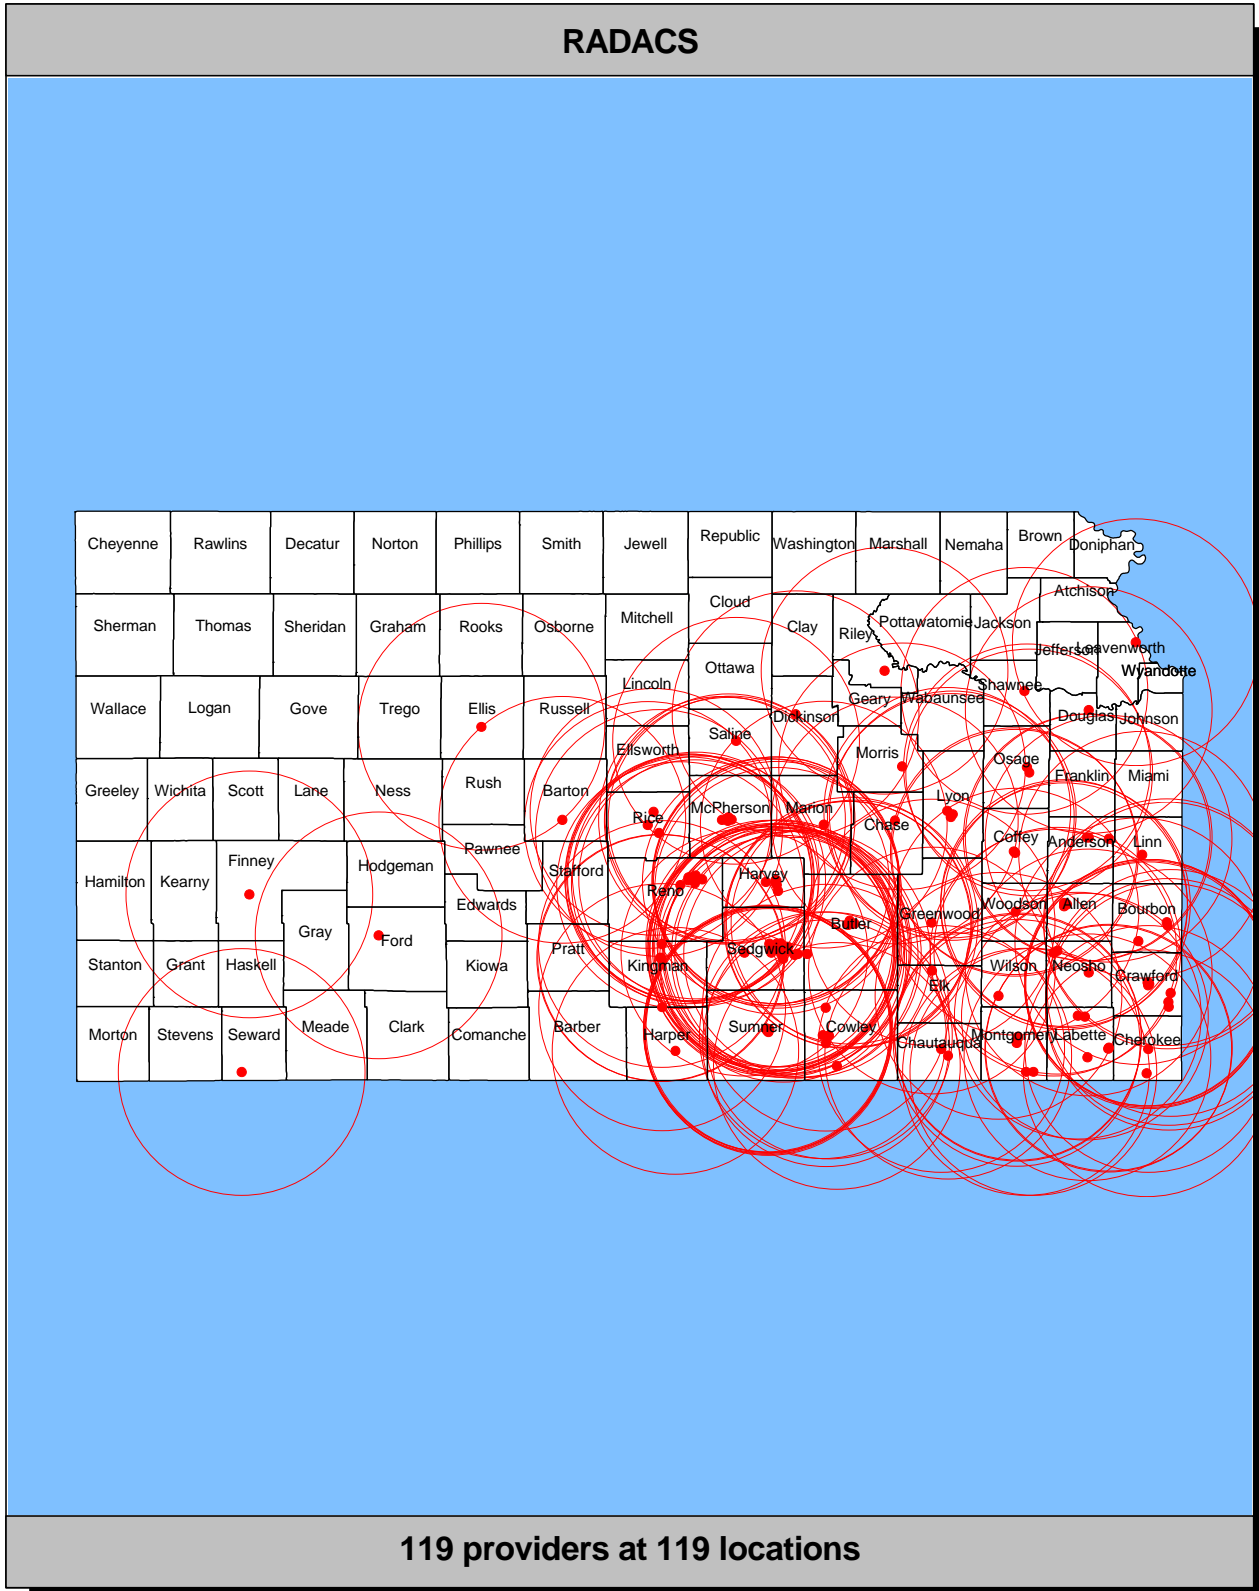 RADACS
Cheyenne Rawlins Decatur Norton Phillips Smith Jewell Republic Washington Marshall Nemaha Brown Doniphan
Atchison
Sherman Thomas Sheridan Graham Rooks Osborne Mitchell Cloud Clay Riley Pottawatomie Jackson
Jefferson Leavenworth
Ottawa Wyandotte
Wallace Logan Gove Trego Ellis Russell Lincoln Geary Wabaunsee Shawnee
Dickinson Douglas Johnson
Ellsworth Saline Morris Osage
Greeley Wichita Scott Lane Ness Rush Barton Franklin Miami
Rice McPherson Marion Chase Lyon
Coffey Anderson Linn
Pawnee
Hamilton Kearny Finney Hodgeman Stafford Reno Harvey
Edwards Greenwood Woodson Allen Bourbon
Gray Ford Butler
Stanton Grant Haskell Kiowa Pratt Kingman Sedgwick Elk Wilson Neosho Crawford
Morton Stevens Seward Meade Clark Comanche Barber Harper Sumner Cowley
Chautauqua Montgomery Labette Cherokee
119 providers at 119 locations